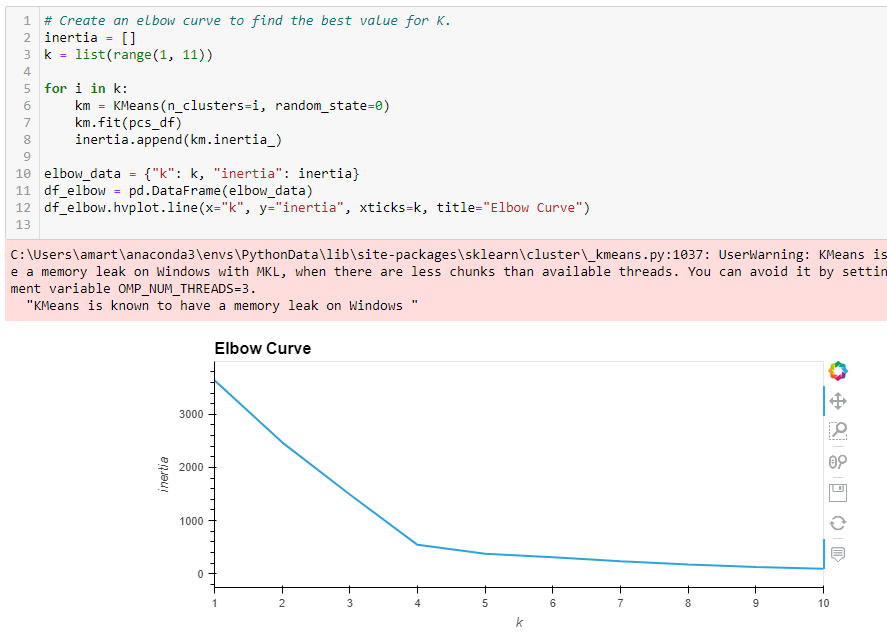 1 # Create an elbow curve to find the best value for K.
2 inertia = []
3 k = list(range(1, 11))
4
5 for i in k:
6     km = KMeans(n_clusters=i, random_state=0)
7     km.fit(pcs_df)
8     inertia.append(km.inertia_)
9
10 elbow_data = {"k": k, "inertia": inertia}
11 df_elbow = pd.DataFrame(elbow_data)
12 df_elbow.hvplot.line(x="k", y="inertia", xticks=k, title="Elbow Curve")
13
C:\Users\amart\anaconda3\envs\PythonData\lib\site-packages\sklearn\cluster\_kmeans.py:1037: UserWarning: KMeans is
e a memory leak on Windows with MKL, when there are less chunks than available threads. You can avoid it by settin
ment variable OMP_NUM_THREADS=3.
  "KMeans is known to have a memory leak on Windows "
Elbow Curve
3000
2000
1000
0
inertia
1 2 3 4 5 6 7 8 9 10
k